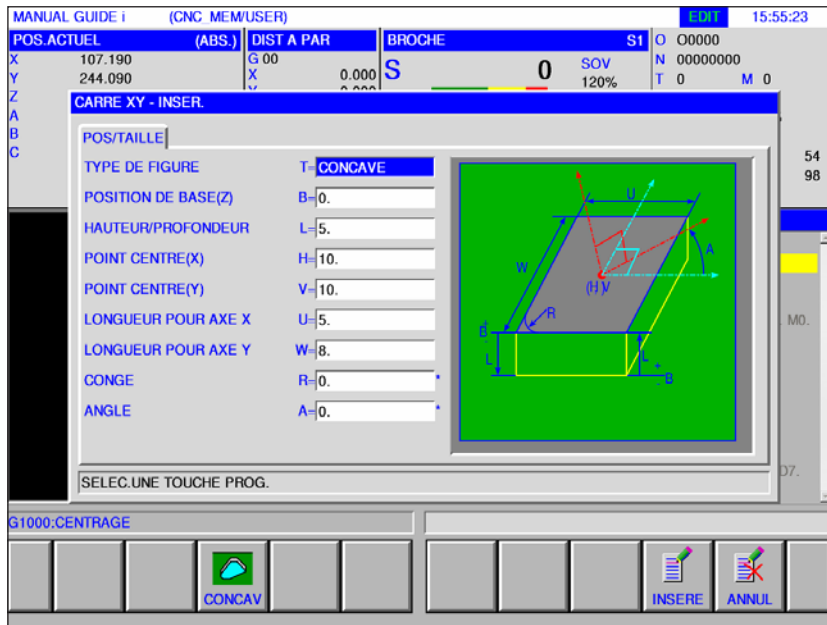 MANUAL GUIDE i (CNC_MEM/USER) EDIT 15:55:23
POS.ACTUEL (ABS.) DIST A PAR BROCHE S1 O O0000
X 107.190 G 00 S 0 SOV N 00000000
Y 244.090 X 0.000 120% T 0 M 0
Z
A
B
C
54
98
CARRE XY - INSER.
POS/TAILLE
TYPE DE FIGURE T=CONCAVE
POSITION DE BASE(Z) B=0.
HAUTEUR/PROFONDEUR L=5.
POINT CENTRE(X) H=10.
POINT CENTRE(Y) V=10.
LONGUEUR POUR AXE X U=5.
LONGUEUR POUR AXE Y W=8.
CONGE R=0. *
ANGLE A=0. *
U
W
A
(H,)V
R
B
L
L
B
M0.
D7.
SELEC.UNE TOUCHE PROG.
G1000:CENTRAGE
CONCAV INSERE ANNUL